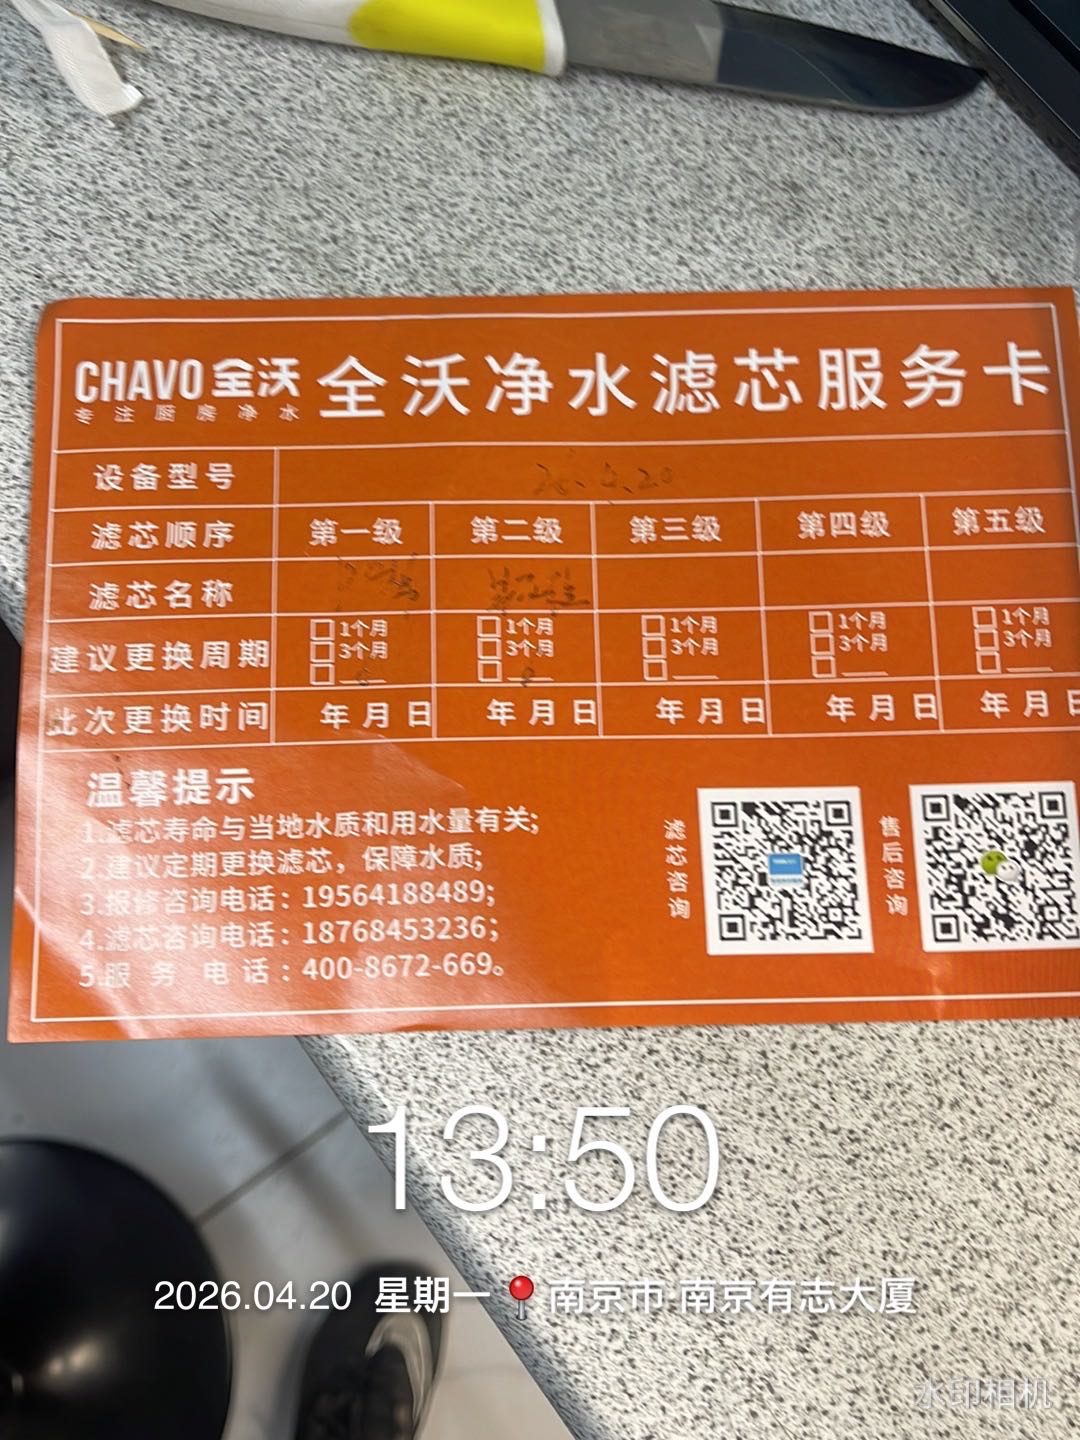 CHAVO 全沃 全沃净水滤芯服务卡
专注厨房净水
设备型号 26.4.20
滤芯顺序 第一级 第二级 第三级 第四级 第五级
滤芯名称
建议更换周期 1个月 1个月 1个月 1个月 1个月
3个月 3个月 3个月 3个月 3个月
此次更换时间 年月日 年月日 年月日 年月日 年月日
温馨提示
1.滤芯寿命与当地水质和用水量有关;
2.建议定期更换滤芯，保障水质;
3.报修咨询电话：19564188489;
4.滤芯咨询电话：18768453236;
5.服务电话：400-8672-669。
滤芯咨询
售后咨询
13:50
2026.04.20 星期一 南京市 南京有志大厦
水印相机